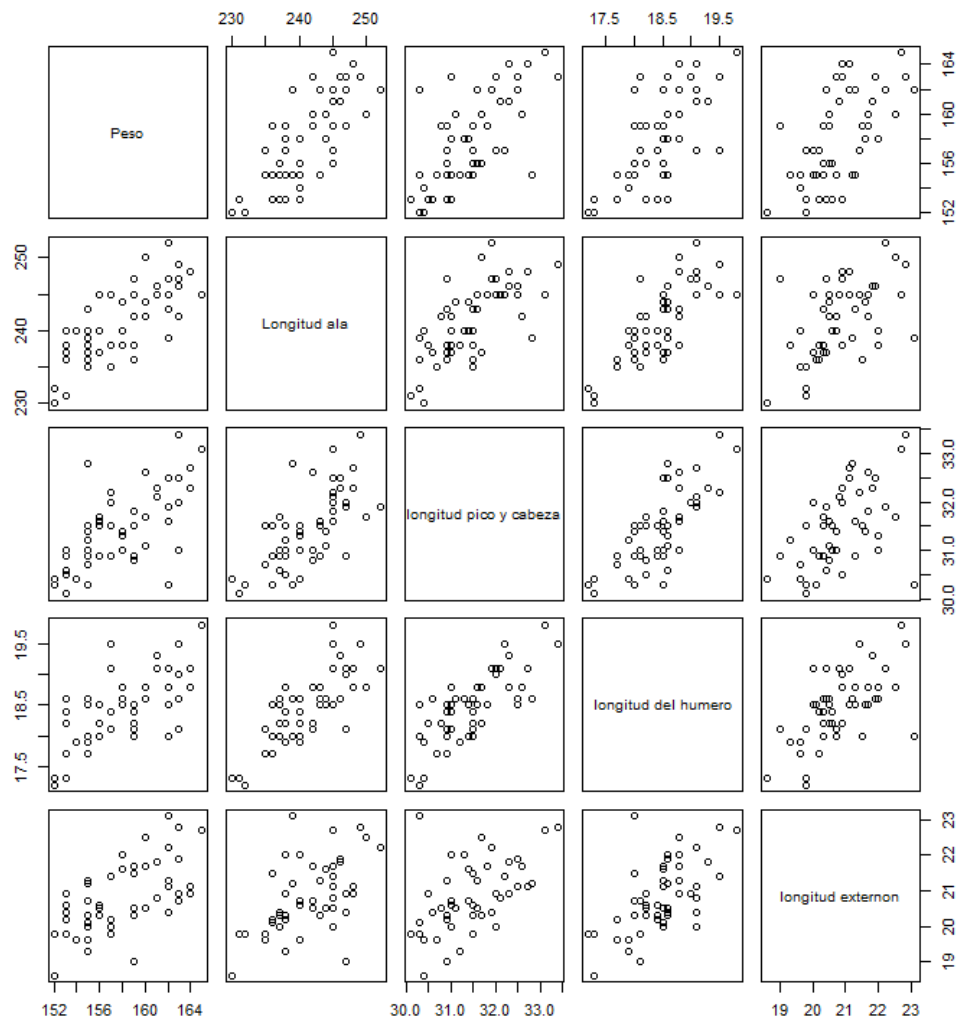 230 240 250 17.5 18.5 19.5
Peso
152 156 160 164
230 240 250
Longitud ala
longitud pico y cabeza
30.0 31.0 32.0 33.0
17.5 18.5 19.5
longitud del humero
longitud externon
19 20 21 22 23
152 156 160 164 30.0 31.0 32.0 33.0 19 20 21 22 23